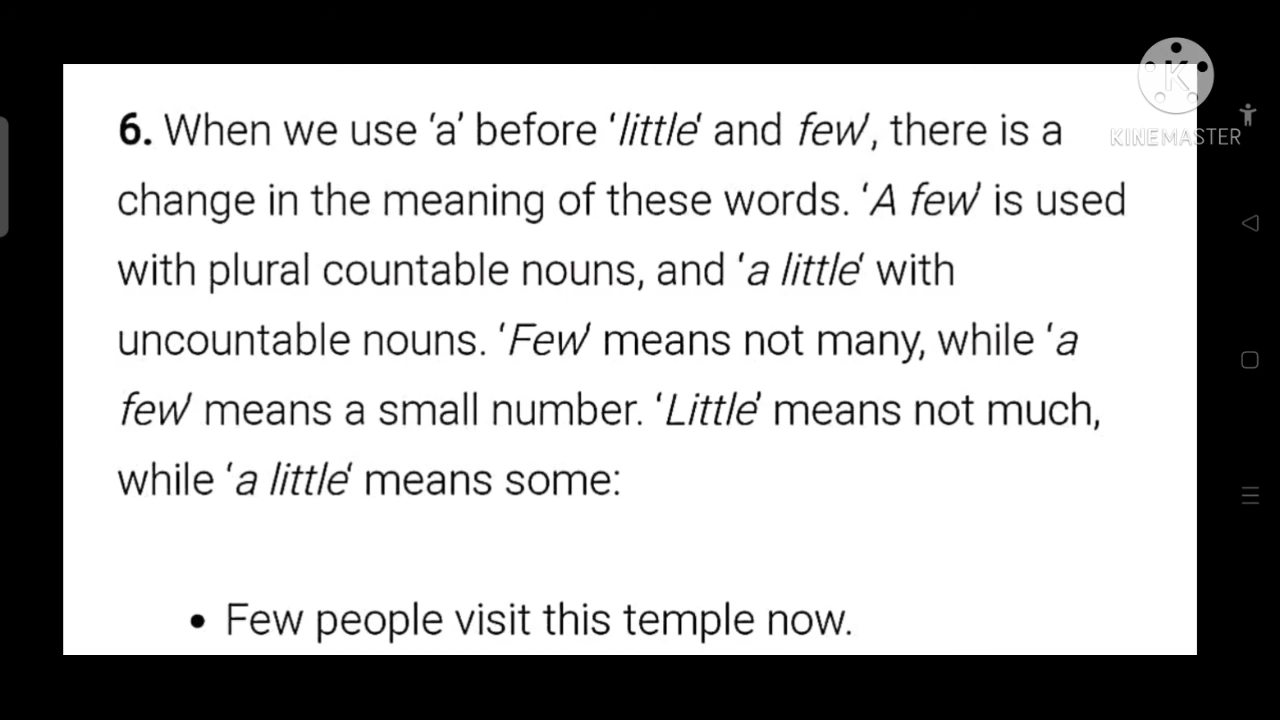 KINEMASTER
6. When we use ‘a’ before ‘little‘ and few’, there is a
change in the meaning of these words. ‘A few’ is used
with plural countable nouns, and ‘a little‘ with
uncountable nouns. ‘Few’ means not many, while ‘a
few’ means a small number. ‘Little’ means not much,
while ‘a little‘ means some:
• Few people visit this temple now.